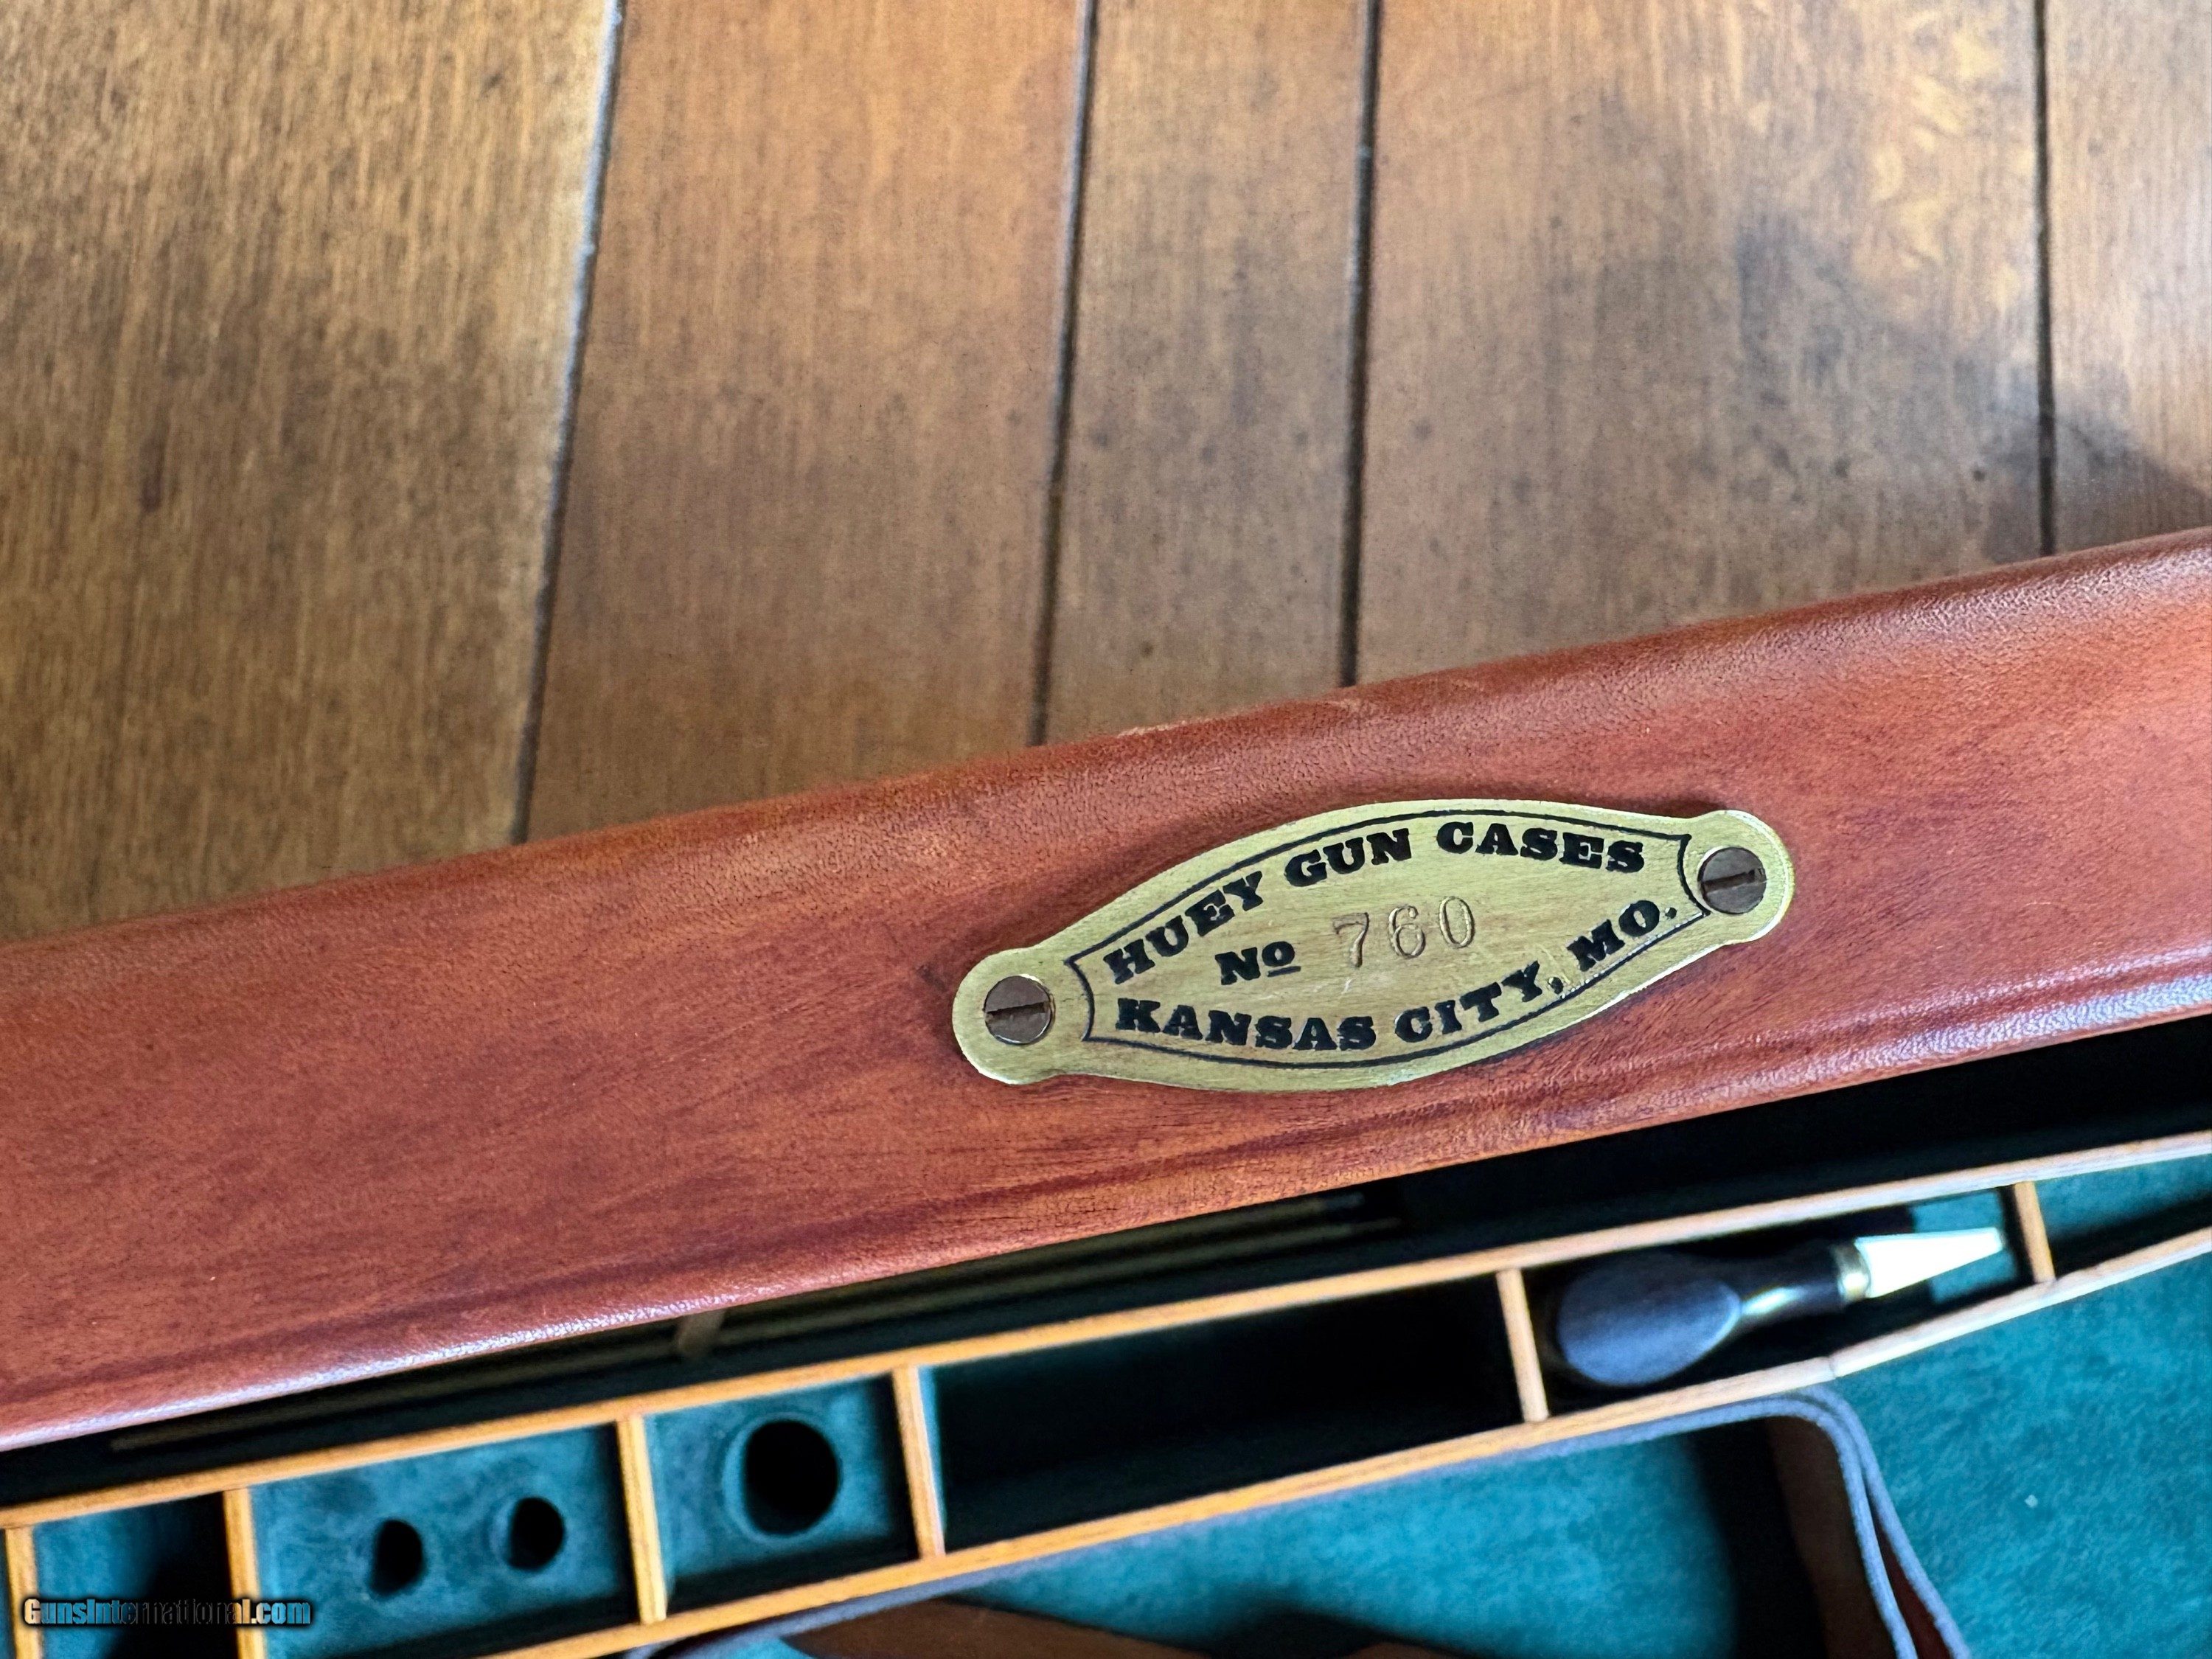 HUEY GUN CASES
No 760
KANSAS CITY, MO.
GunsInternational.com